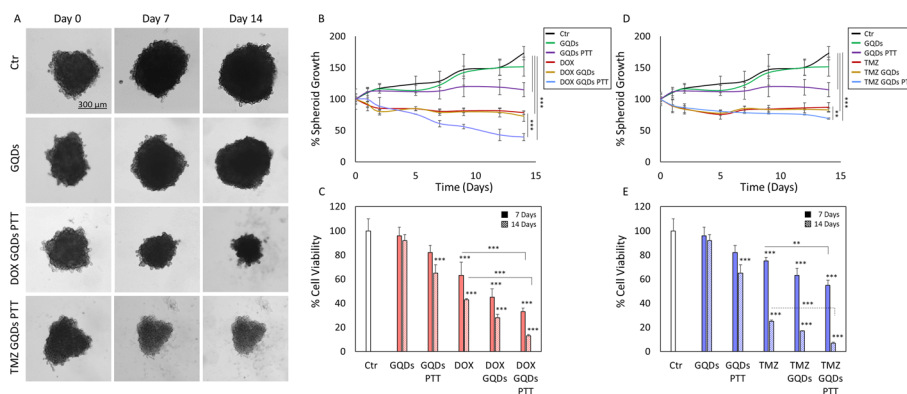 A
Day 0
Day 7
Day 14
Ctr
300 µm
GQDs
DOX GQDs PTT
TMZ GQDs PTT
B
% Spheroid Growth
200
150
100
50
0
0
5
10
15
Time (Days)
Ctr
GQDs
GQDs PTT
DOX
DOX GQDs
DOX GQDs PTT
***
***
C
% Cell Viability
120
100
80
60
40
20
0
7 Days
14 Days
***
***
***
***
***
***
***
***
***
Ctr
GQDs
GQDs
PTT
DOX
DOX
GQDs
DOX
GQDs
PTT
D
% Spheroid Growth
200
150
100
50
0
0
5
10
15
Time (Days)
Ctr
GQDs
GQDs PTT
TMZ
TMZ GQDs
TMZ GQDs PTT
***
**
E
% Cell Viability
120
100
80
60
40
20
0
7 Days
14 Days
**
***
***
***
***
***
***
***
***
Ctr
GQDs
GQDs
PTT
TMZ
TMZ
GQDs
TMZ
GQDs
PTT